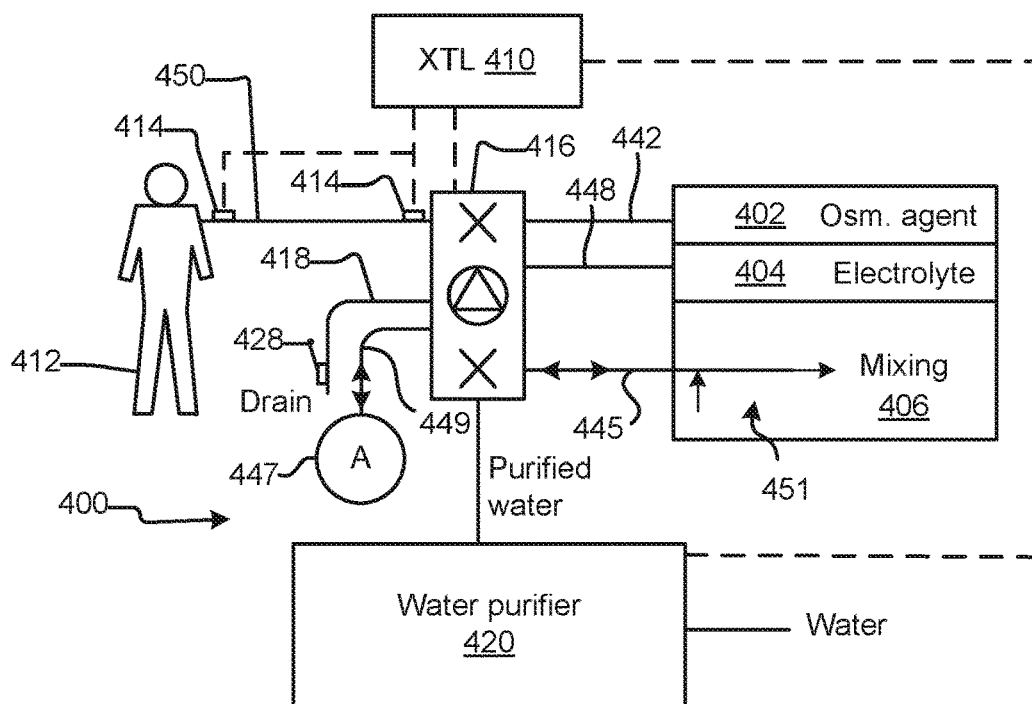 XTL 410
450
414
414
416
442
448
402 Osm. agent
404 Electrolyte
418
428
412
Drain
449
445
Mixing
406
A
447
451
Purified
water
400
Water purifier
420
Water